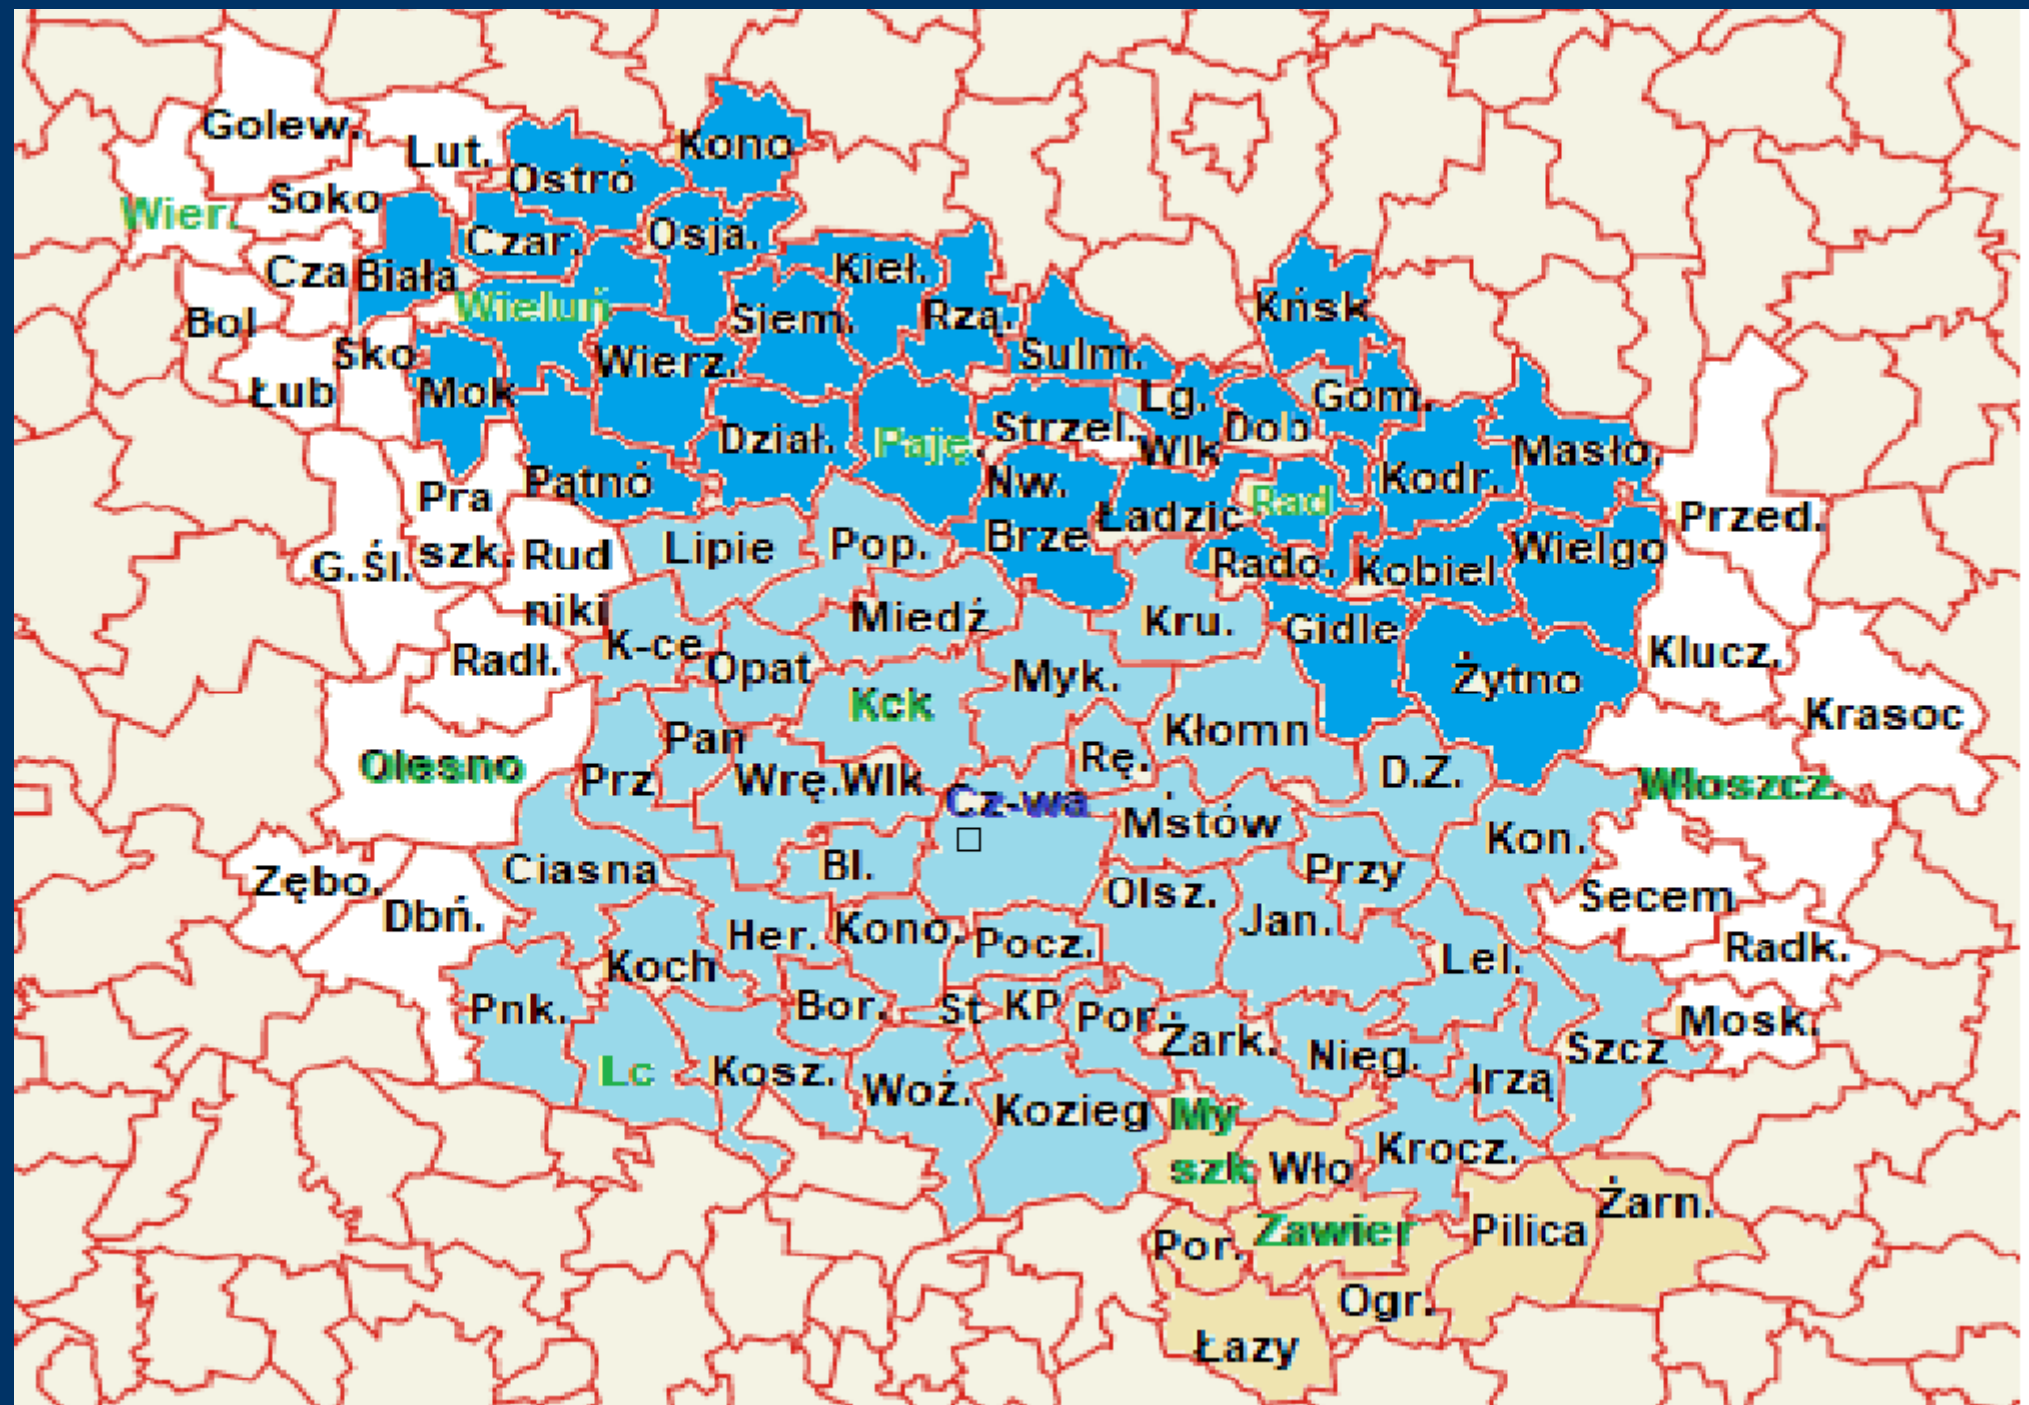 Golew.
Lut.
Kono
Ostró
Soko
Wier.
Czar.
Osja.
Cza
Biała
Kieł.
Wieluń
Bol
Siem.
Rzą.
Kńsk
Sko
Wierz.
Sulm.
Łub
Mok
Lg.
Wlk
Gom.
Dział.
Paję.
Strzel.
Dob
Masło.
Pątnó
Nw.
Brze
Kodr.
Pra
szk.
Ładzic
Rad
Przed.
G.Śl.
Rud
niki
Lipie
Pop.
Rado.
Kobiel
Wielgo
Miedź
Kru.
Gidle
Radł.
K-ce
Opat
Myk.
Żytno
Klucz.
Kck
Krasoc
Olesno
Pan
Kłomn
Prz
Wrę.Wlk
Rę.
D.Z.
Włoszcz.
Cz-wa
Mstów
Kon.
Zębo.
Ciasna
Bl.
Olsz.
Przy
Secem
Dbń.
Her.
Kono.
Pocz.
Jan.
Radk.
Koch
Lel.
Pnk.
Bor.
St
KP
Por
Żark.
Nieg.
Szcz
Mosk.
Lc
Kosz.
Woź.
Kozieg
Irzą
My
szk
Wło
Krocz.
Żarn.
Por.
Zawier
Pilica
Ogr.
Łazy